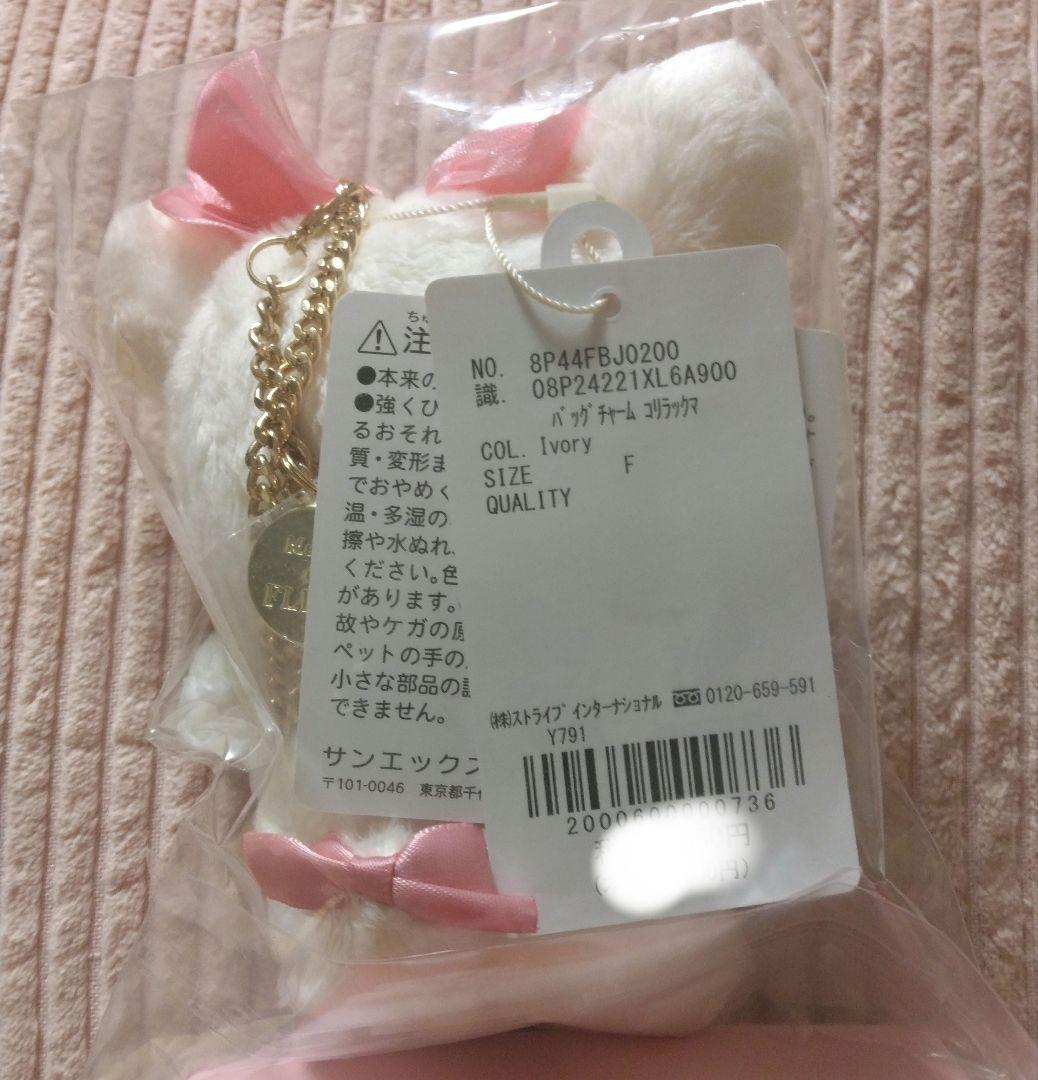 NO. 8P44FBJ0200
識. 08P24221XL6A900
バッグチャーム コリラックマ
COL. Ivory
SIZE F
QUALITY
(株)ストライプ インターナショナル 0120-659-591
Y791
2000600000736
円
円)
注
●本来の
●強くひ
るおそれ
質・変形ま
でおやめく
温・多湿の
擦や水ぬれ、
ください。色
があります。
故やケガの原
ペットの手の
小さな部品の誤
できません。
サンエックス
〒101-0046 東京都千代